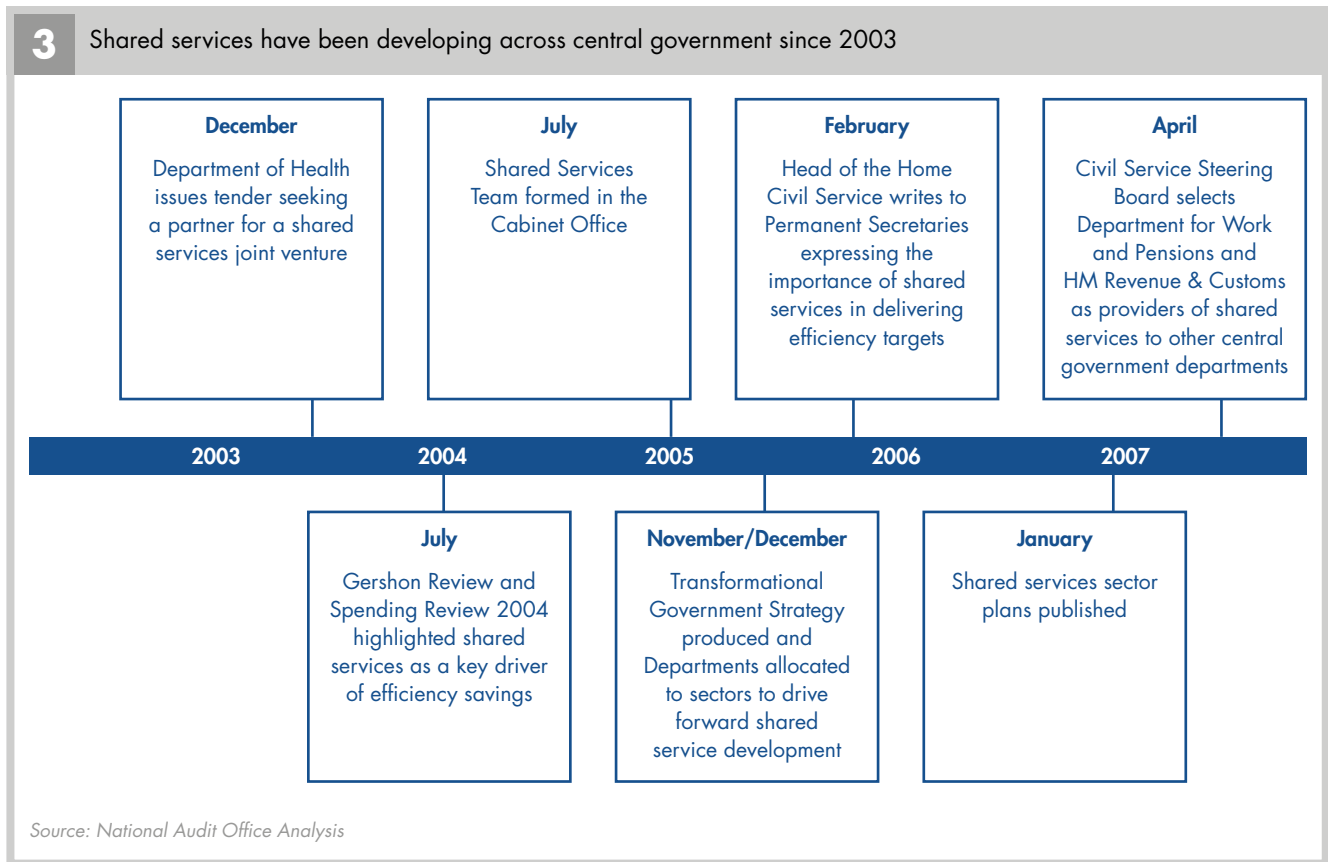 3
Shared services have been developing across central government since 2003
December
Department of Health
issues tender seeking
a partner for a shared
services joint venture
July
Shared Services
Team formed in the
Cabinet Office
February
Head of the Home
Civil Service writes to
Permanent Secretaries
expressing the
importance of shared
services in delivering
efficiency targets
April
Civil Service Steering
Board selects
Department for Work
and Pensions and
HM Revenue & Customs
as providers of shared
services to other central
government departments
2003
2004
2005
2006
2007
July
Gershon Review and
Spending Review 2004
highlighted shared
services as a key driver
of efficiency savings
November/December
Transformational
Government Strategy
produced and
Departments allocated
to sectors to drive
forward shared
service development
January
Shared services sector
plans published
Source: National Audit Office Analysis